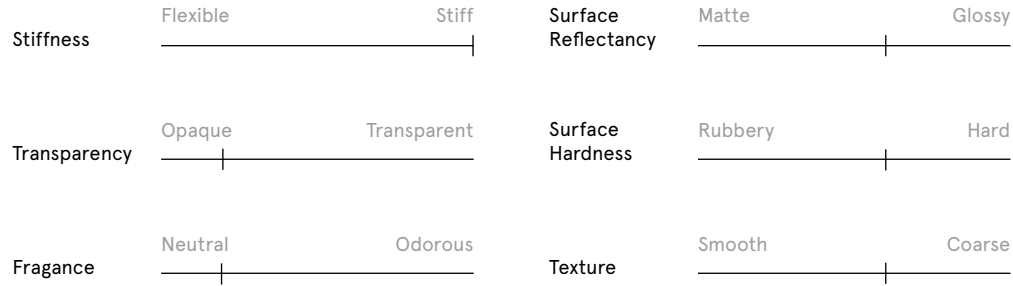 Flexible Stiff
Stiffness
Surface
Reflectancy
Matte Glossy
Opaque Transparent
Transparency
Surface
Hardness
Rubbery Hard
Neutral Odorous
Fragance
Smooth Coarse
Texture